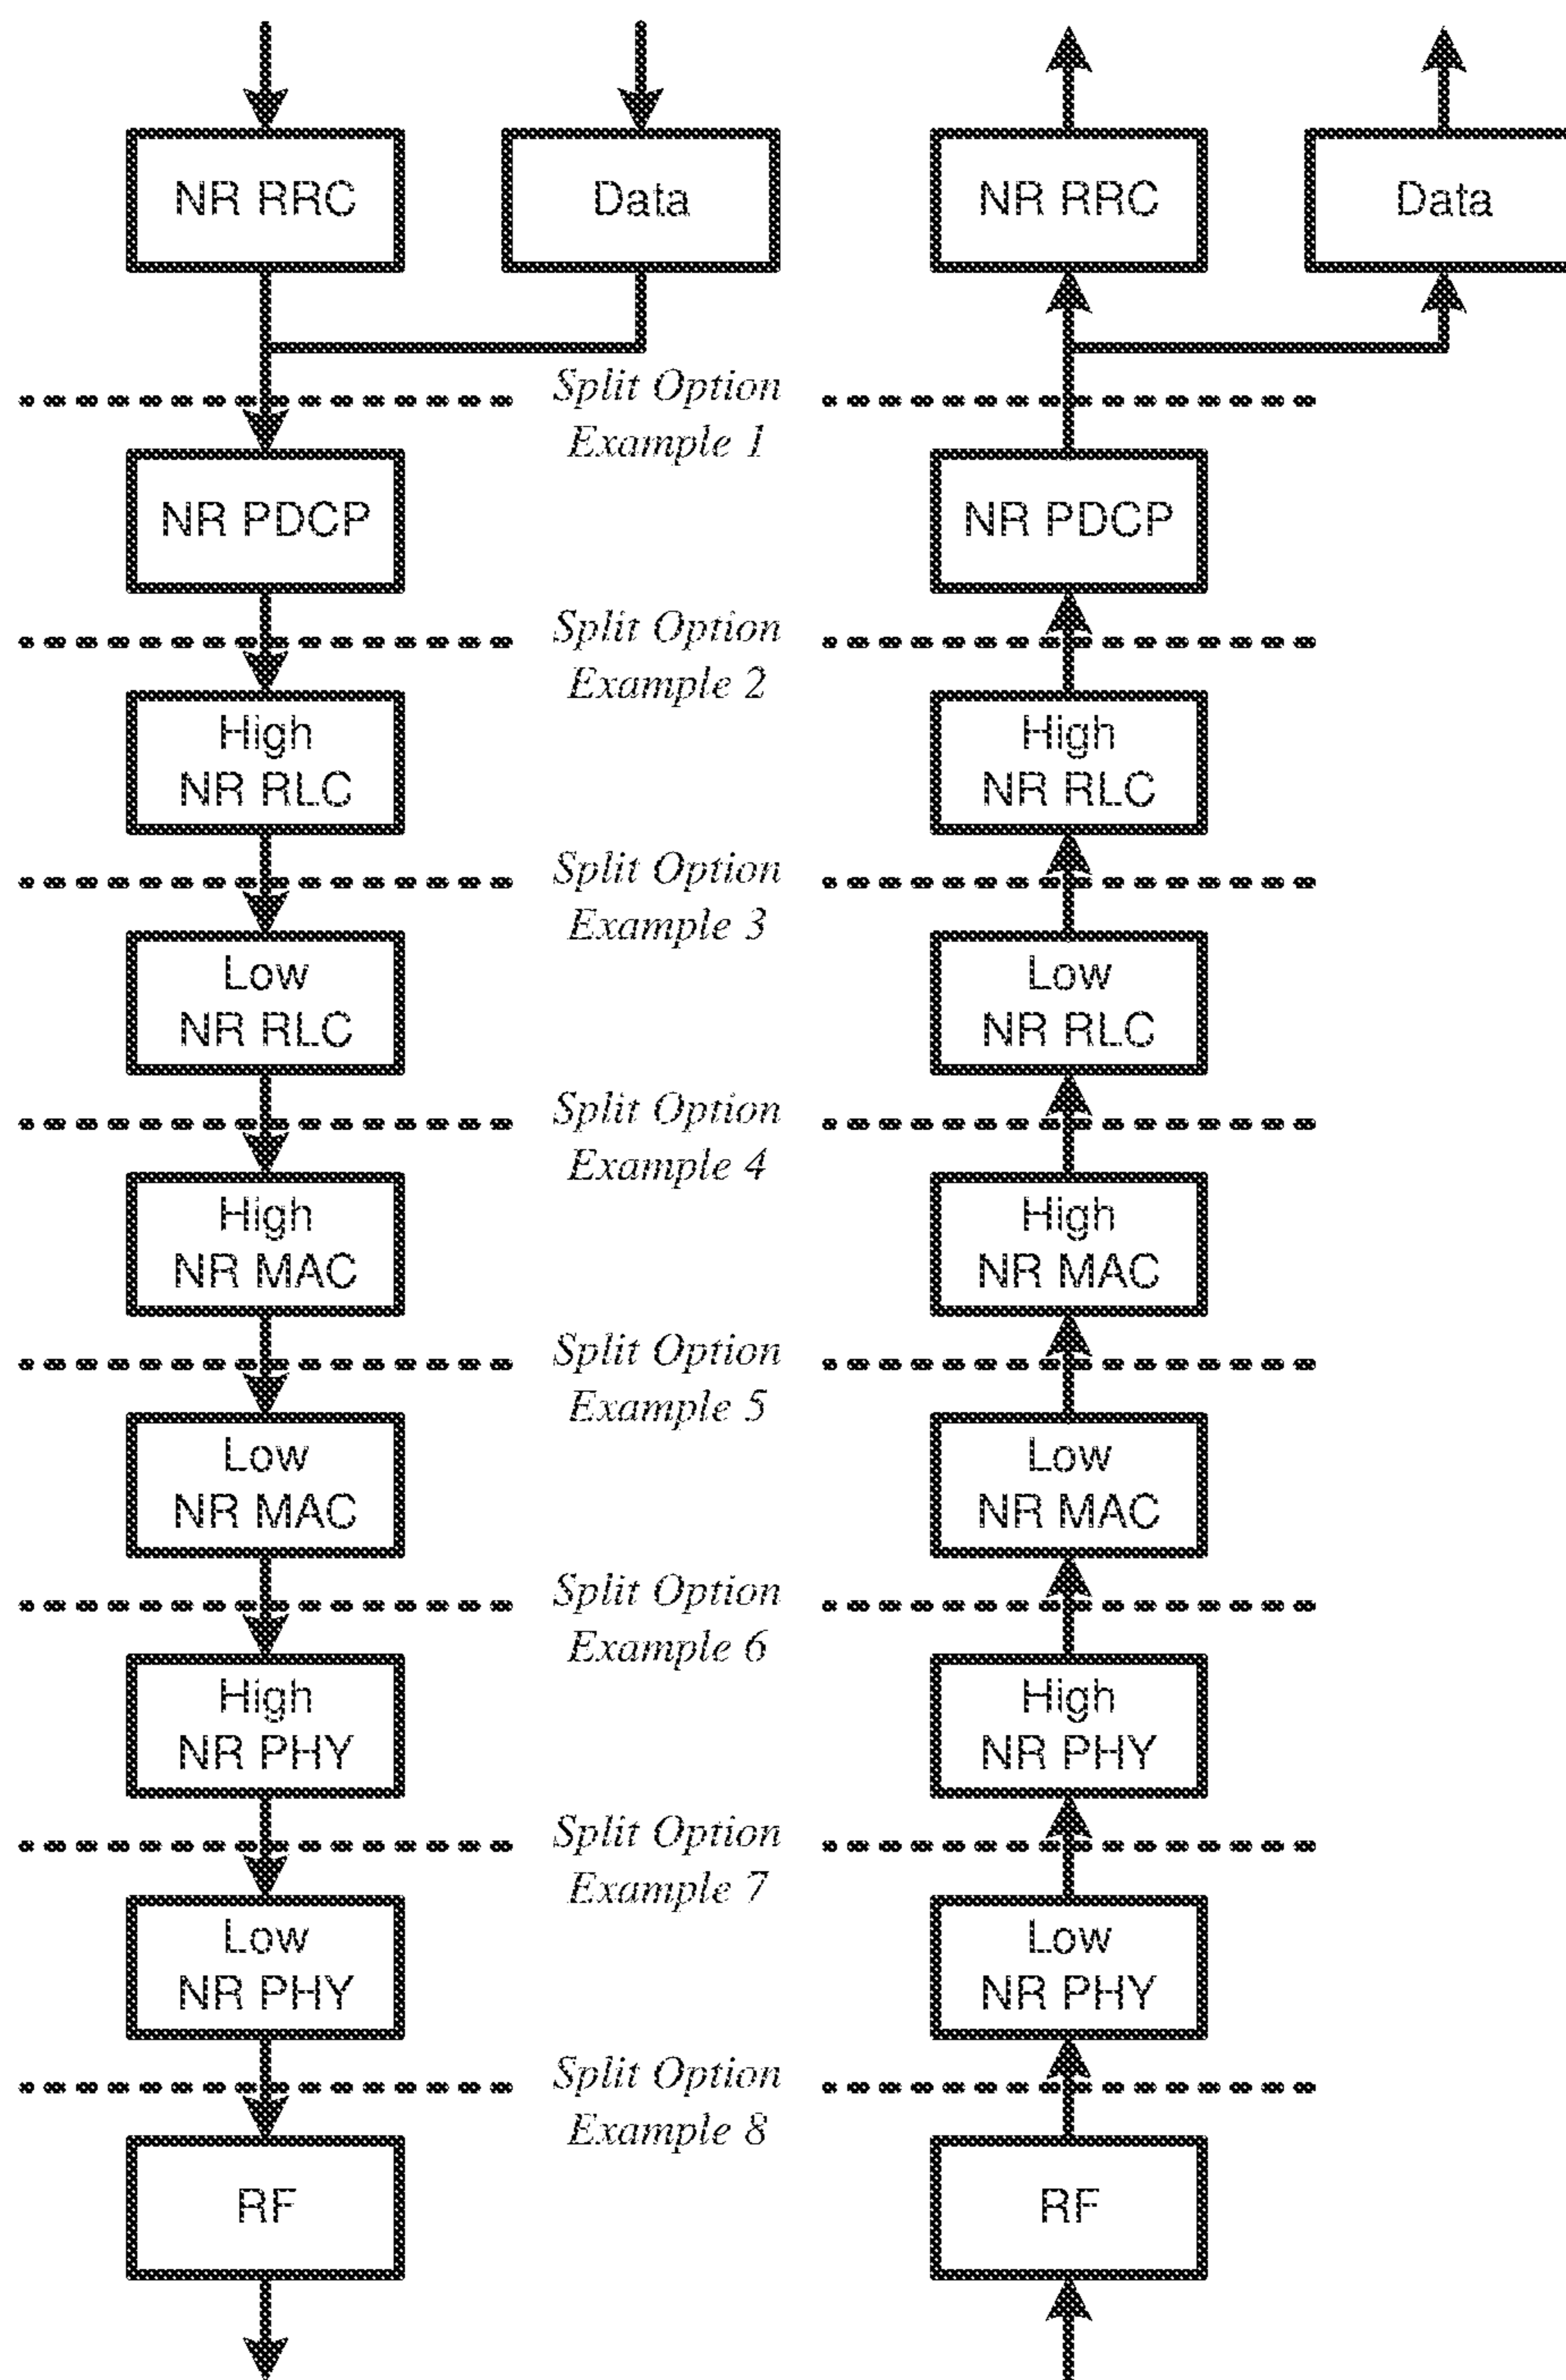 NR RRC
Data
NR RRC
Data
Split Option
Example 1
NR PDCP
NR PDCP
Split Option
Example 2
High
NR RLC
High
NR RLC
Split Option
Example 3
Low
NR RLC
Low
NR RLC
Split Option
Example 4
High
NR MAC
High
NR MAC
Split Option
Example 5
Low
NR MAC
Low
NR MAC
Split Option
Example 6
High
NR PHY
High
NR PHY
Split Option
Example 7
Low
NR PHY
Low
NR PHY
Split Option
Example 8
RF
RF